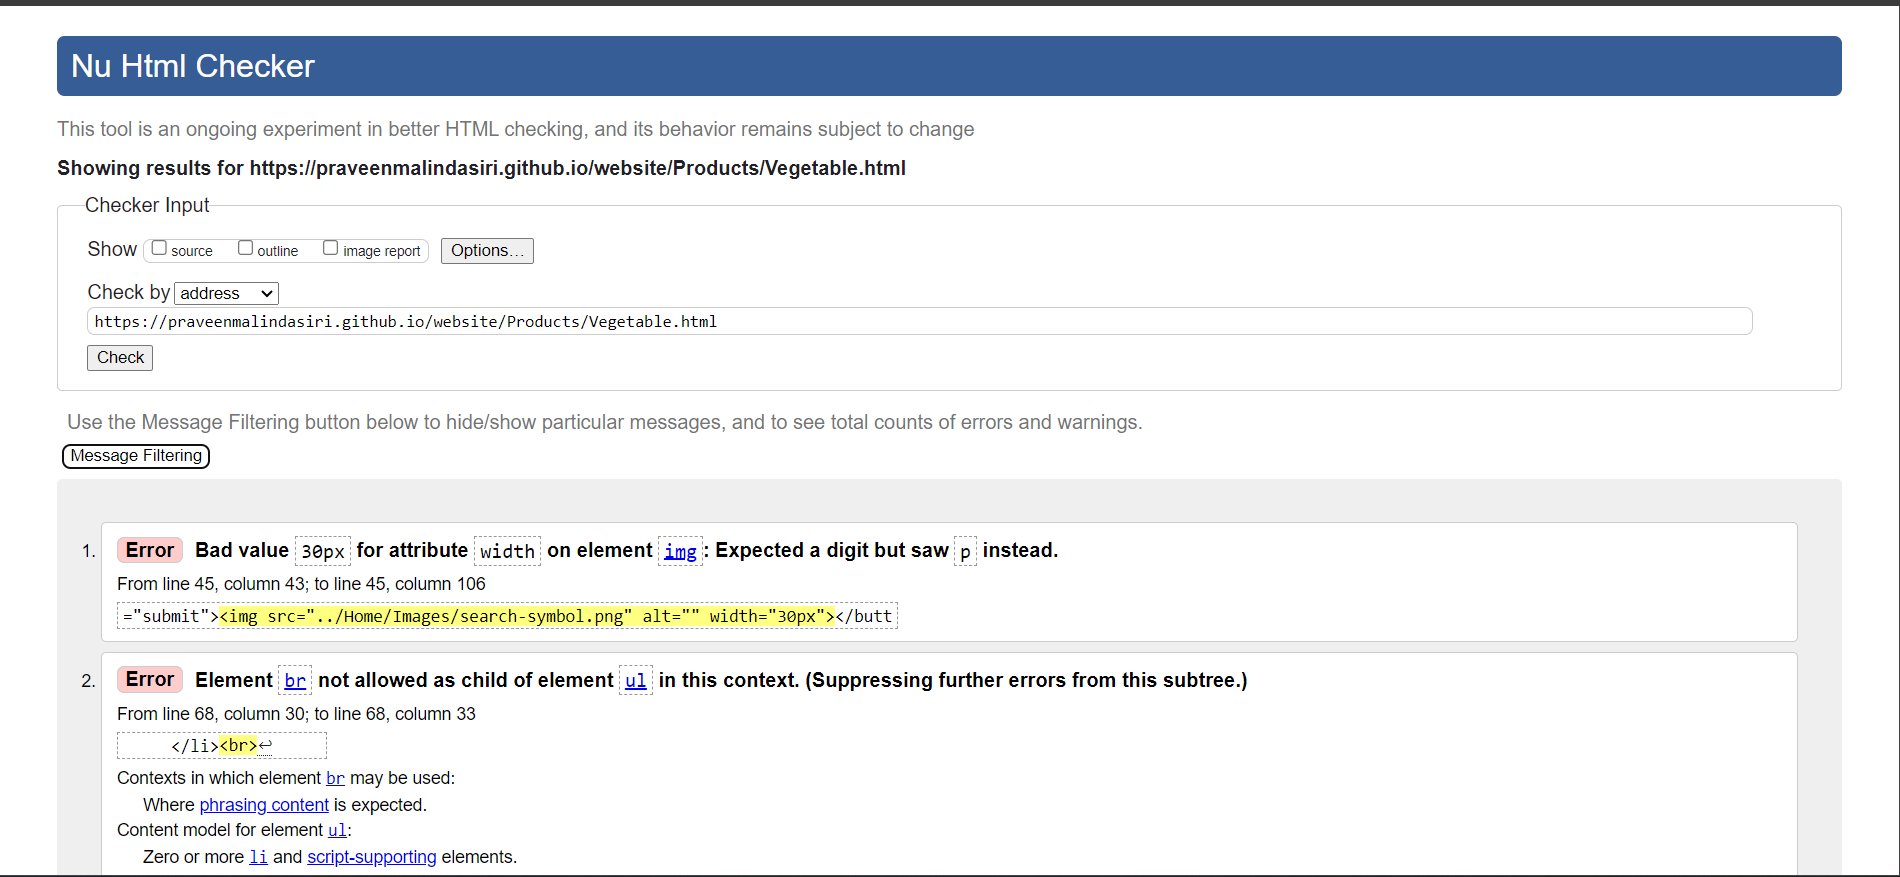 Nu Html Checker
This tool is an ongoing experiment in better HTML checking, and its behavior remains subject to change
Showing results for https://praveenmalindasiri.github.io/website/Products/Vegetable.html
Checker Input
Show source outline image report Options…
Check by address
https://praveenmalindasiri.github.io/website/Products/Vegetable.html
Check
Use the Message Filtering button below to hide/show particular messages, and to see total counts of errors and warnings.
Message Filtering
1. Error Bad value 30px for attribute width on element img: Expected a digit but saw p instead.
From line 45, column 43; to line 45, column 106
="submit"><img src="../Home/Images/search-symbol.png" alt="" width="30px"></butt
2. Error Element br not allowed as child of element ul in this context. (Suppressing further errors from this subtree.)
From line 68, column 30; to line 68, column 33
</li><br>↩
Contexts in which element br may be used:
Where phrasing content is expected.
Content model for element ul:
Zero or more li and script-supporting elements.